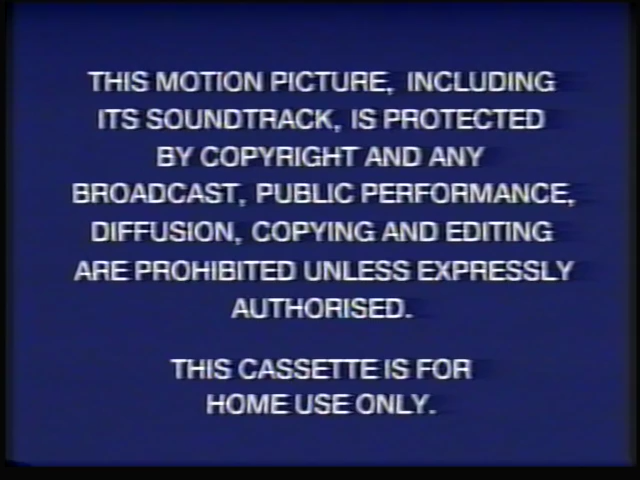 THIS MOTION PICTURE, INCLUDING
ITS SOUNDTRACK, IS PROTECTED
BY COPYRIGHT AND ANY
BROADCAST, PUBLIC PERFORMANCE,
DIFFUSION, COPYING AND EDITING
ARE PROHIBITED UNLESS EXPRESSLY
AUTHORISED.
THIS CASSETTE IS FOR
HOME USE ONLY.